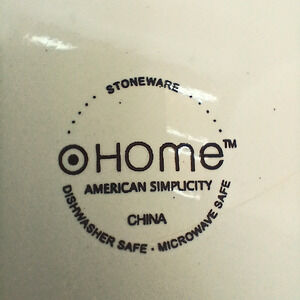 STONEWARE
HOME™
AMERICAN SIMPLICITY
CHINA
DISHWASHER SAFE · MICROWAVE SAFE